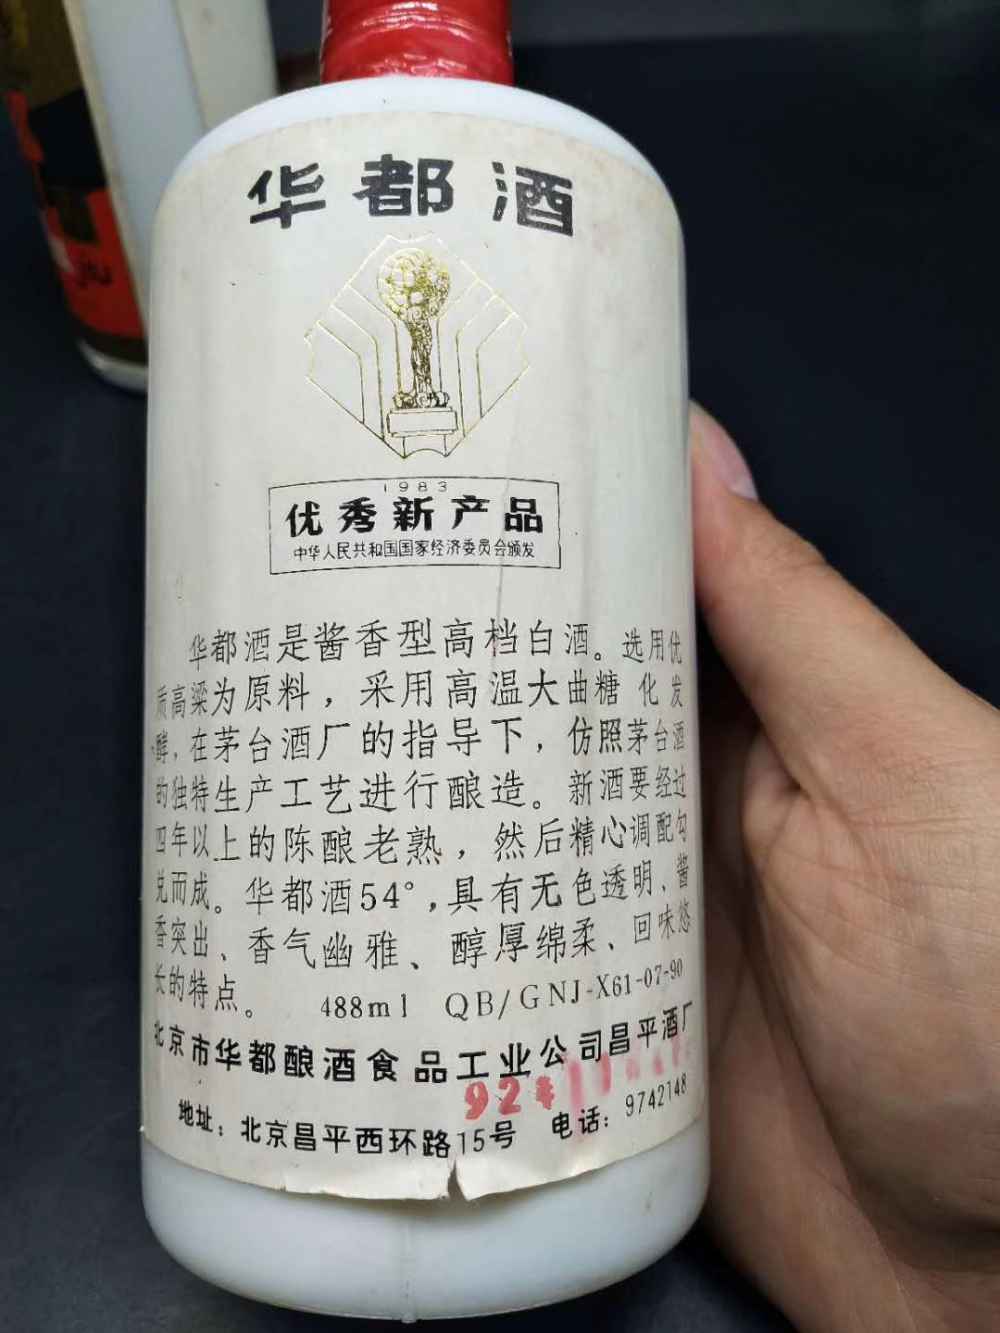 华都酒
1983
优秀新产品
中华人民共和国国家经济委员会颁发
华都酒是酱香型高档白酒。选用优
质高粱为原料，采用高温大曲糖化发
酵，在茅台酒厂的指导下，仿照茅台酒
的独特生产工艺进行酿造。新酒要经过
四年以上的陈酿老熟，然后精心调配勾
兑而成。华都酒54°，具有无色透明、酱
香突出、香气幽雅、醇厚绵柔、回味悠
长的特点。 488ml QB/GNJ-X61-07-90
北京市华都酿酒食品工业公司昌平酒厂
92年11
地址：北京昌平西环路15号 电话：9742148